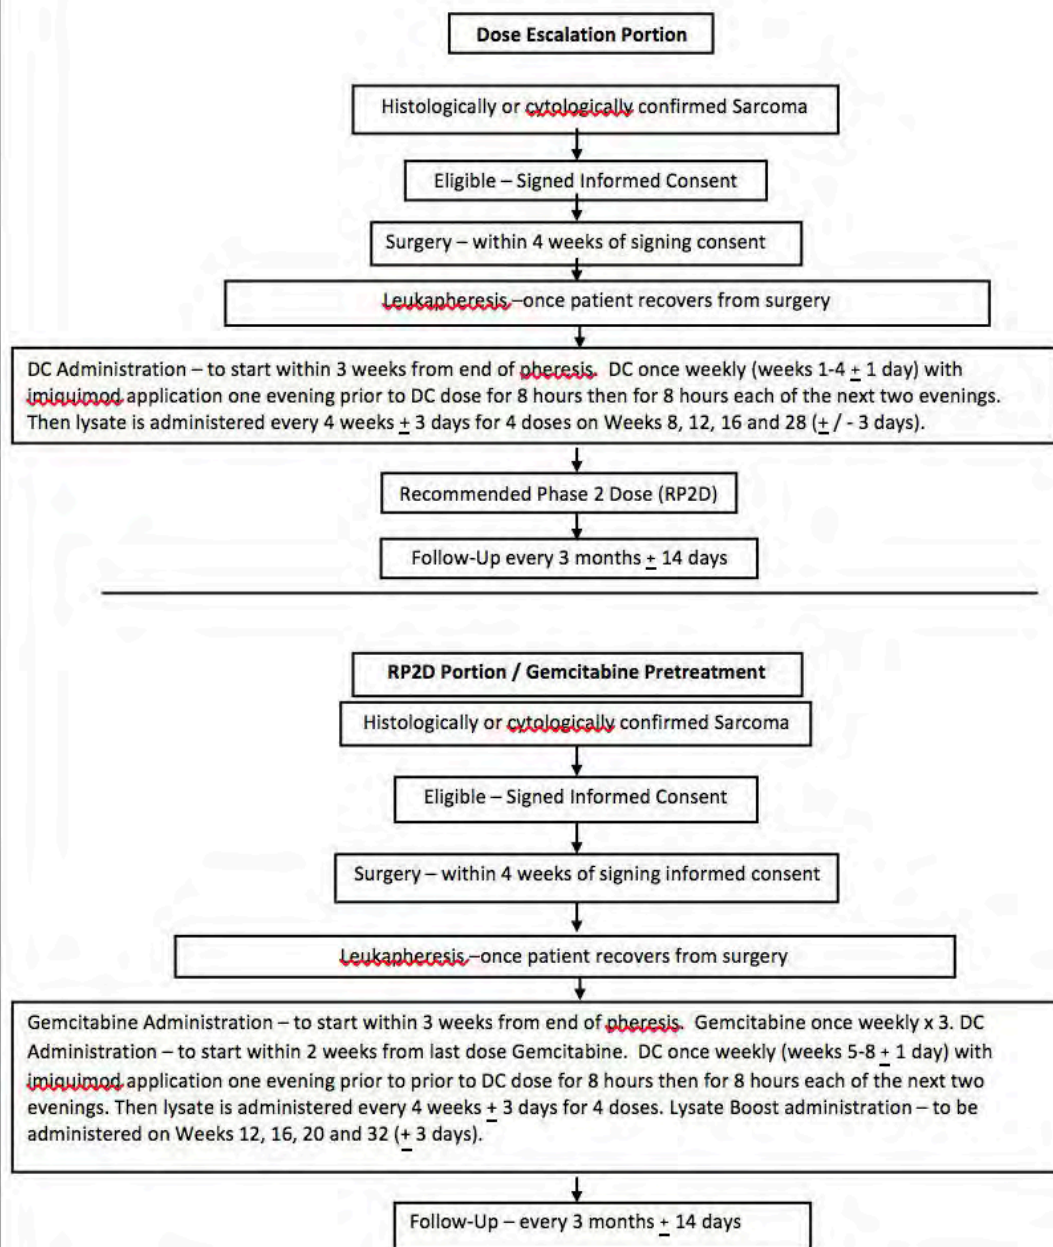 Dose Escalation Portion
Histologically or cytologically confirmed Sarcoma
Eligible – Signed Informed Consent
Surgery – within 4 weeks of signing consent
Leukapheresis –once patient recovers from surgery
DC Administration – to start within 3 weeks from end of pheresis.  DC once weekly (weeks 1-4 ± 1 day) with
imiquimod application one evening prior to DC dose for 8 hours then for 8 hours each of the next two evenings.
Then lysate is administered every 4 weeks ± 3 days for 4 doses on Weeks 8, 12, 16 and 28 (± / - 3 days).
Recommended Phase 2 Dose (RP2D)
Follow-Up every 3 months ± 14 days
RP2D Portion / Gemcitabine Pretreatment
Histologically or cytologically confirmed Sarcoma
Eligible – Signed Informed Consent
Surgery – within 4 weeks of signing informed consent
Leukapheresis –once patient recovers from surgery
Gemcitabine Administration – to start within 3 weeks from end of pheresis.  Gemcitabine once weekly x 3. DC
Administration – to start within 2 weeks from last dose Gemcitabine.  DC once weekly (weeks 5-8 ± 1 day) with
imiquimod application one evening prior to prior to DC dose for 8 hours then for 8 hours each of the next two
evenings. Then lysate is administered every 4 weeks ± 3 days for 4 doses. Lysate Boost administration – to be
administered on Weeks 12, 16, 20 and 32 (± 3 days).
Follow-Up – every 3 months ± 14 days